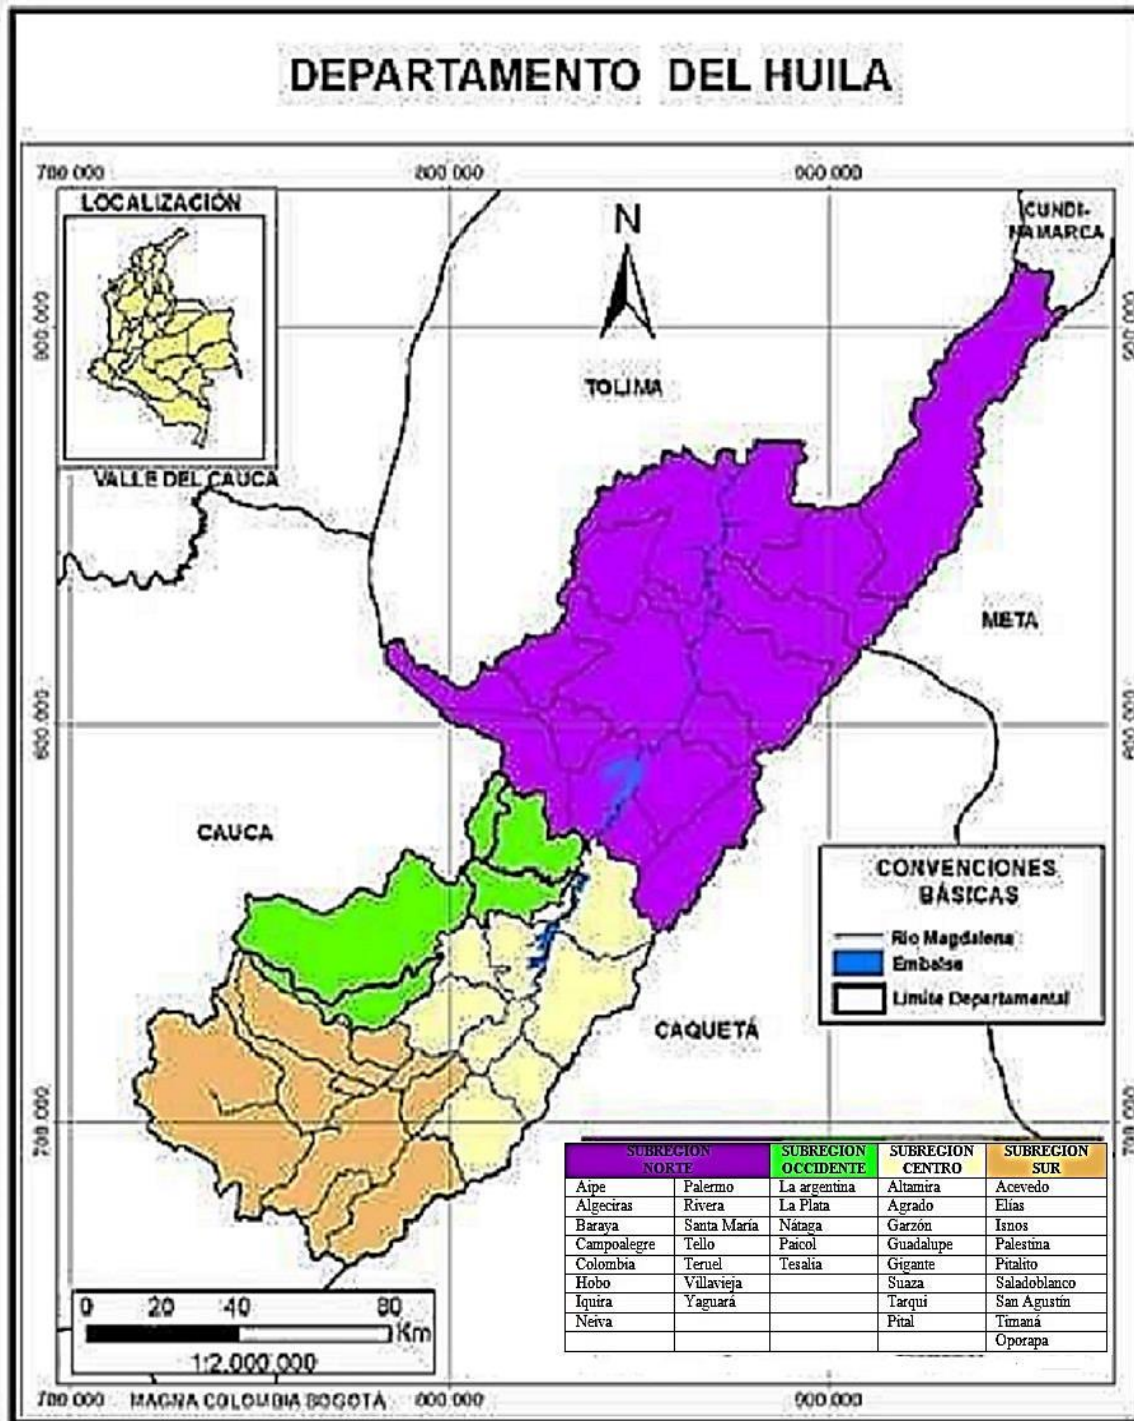 DEPARTAMENTO DEL HUILA
700 000 800 000 900 000
LOCALIZACIÓN
N
CUNDI-
NAMARCA
TOLIMA
VALLE DEL CAUCA
META
CAUCA
CAQUETÁ
CONVENCIONES
BÁSICAS
Rio Magdalena
Embalse
Limite Departamental
SUBREGION NORTE SUBREGION OCCIDENTE SUBREGION CENTRO SUBREGION SUR
Aipe Palermo La argentina Altamira Acevedo
Algeciras Rivera La Plata Agrado Elías
Baraya Santa María Nátaga Garzón Isnos
Campoalegre Tello Paicol Guadalupe Palestina
Colombia Teruel Tesalia Gigante Pitalito
Hobo Villavieja Suaza Saladoblanco
Iquira Yaguará Tarqui San Agustín
Neiva Pital Timaná
Oporapa
0 20 40 80
Km
1:2.000.000
700 000 MAGNA COLOMBIA BOGOTÁ 800 000 900 000